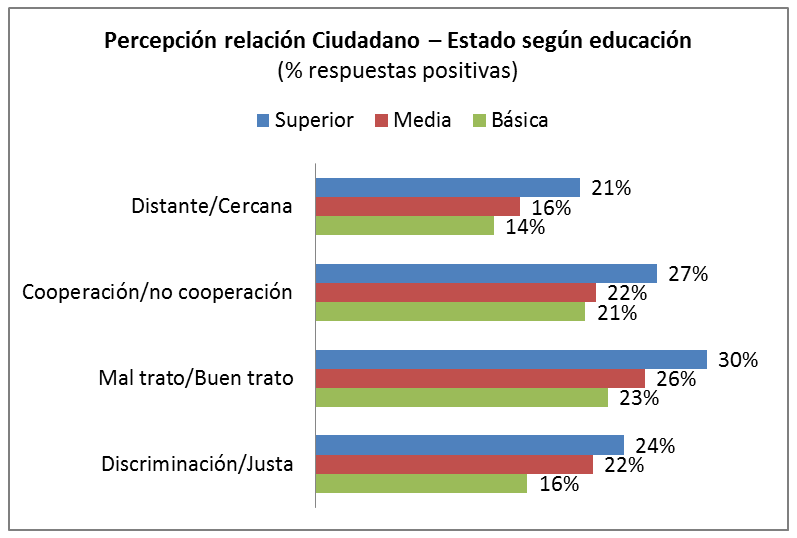 Percepción relación Ciudadano – Estado según educación
(% respuestas positivas)
Superior Media Básica
Distante/Cercana
21%
16%
14%
Cooperación/no cooperación
27%
22%
21%
Mal trato/Buen trato
30%
26%
23%
Discriminación/Justa
24%
22%
16%